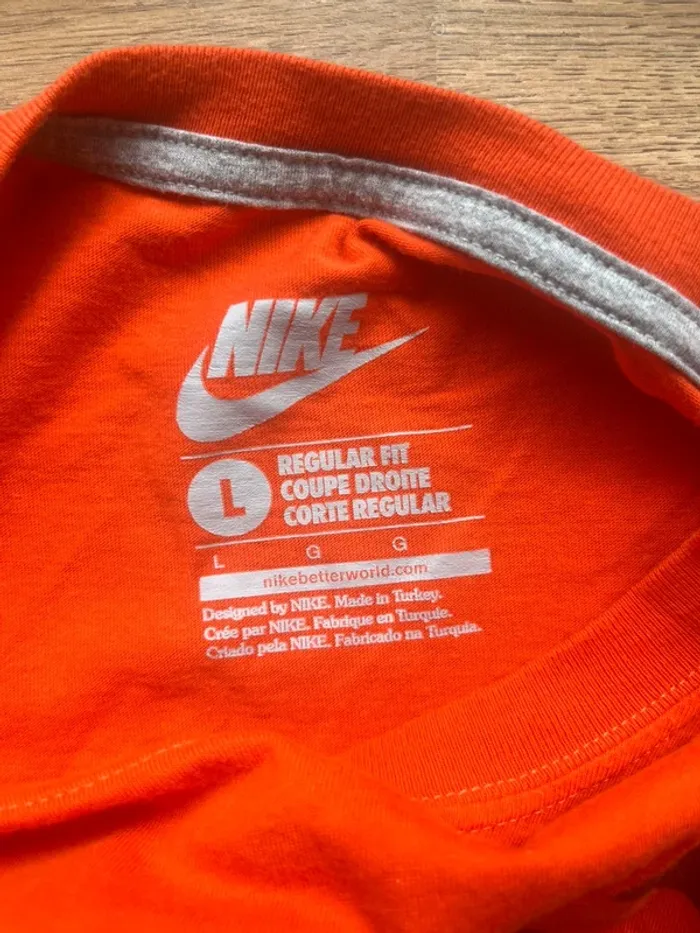 NIKE
L
REGULAR FIT
COUPE DROITE
CORTE REGULAR
L G G
nikebetterworld.com
Designed by NIKE. Made in Turkey.
Crée par NIKE. Fabrique en Turquie.
Criado pela NIKE. Fabricado na Turquia.